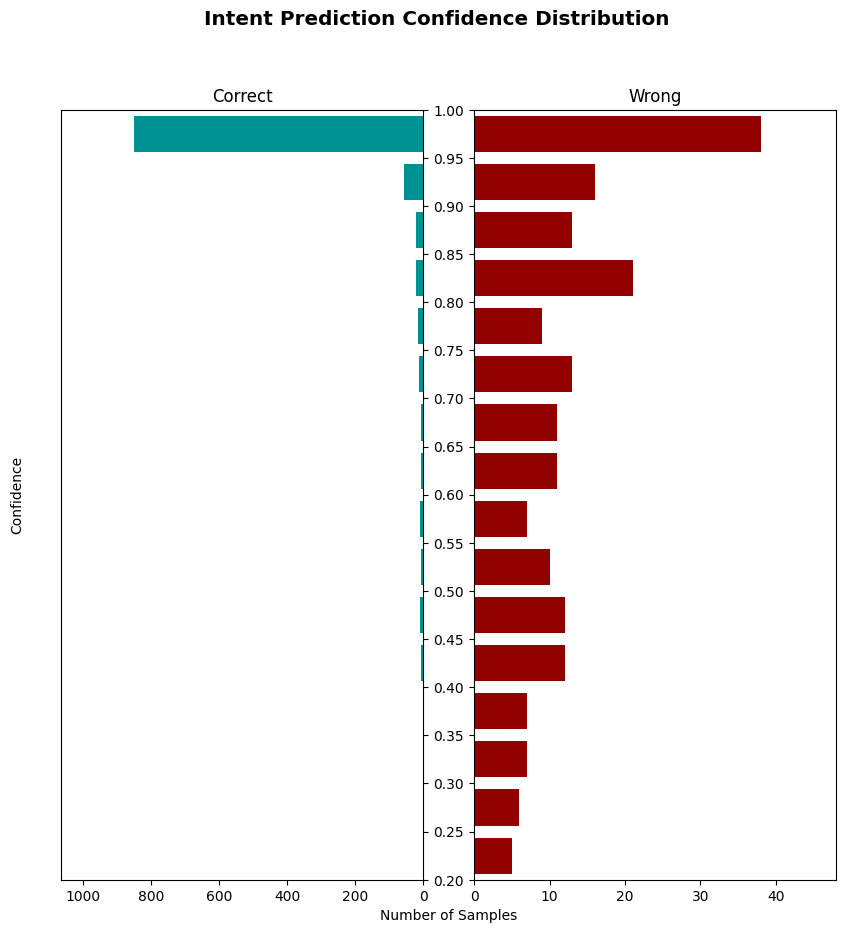 Intent Prediction Confidence Distribution
Correct
Wrong
1.00
0.95
0.90
0.85
0.80
0.75
0.70
0.65
0.60
0.55
0.50
0.45
0.40
0.35
0.30
0.25
0.20
Confidence
1000 800 600 400 200 0
0 10 20 30 40
Number of Samples